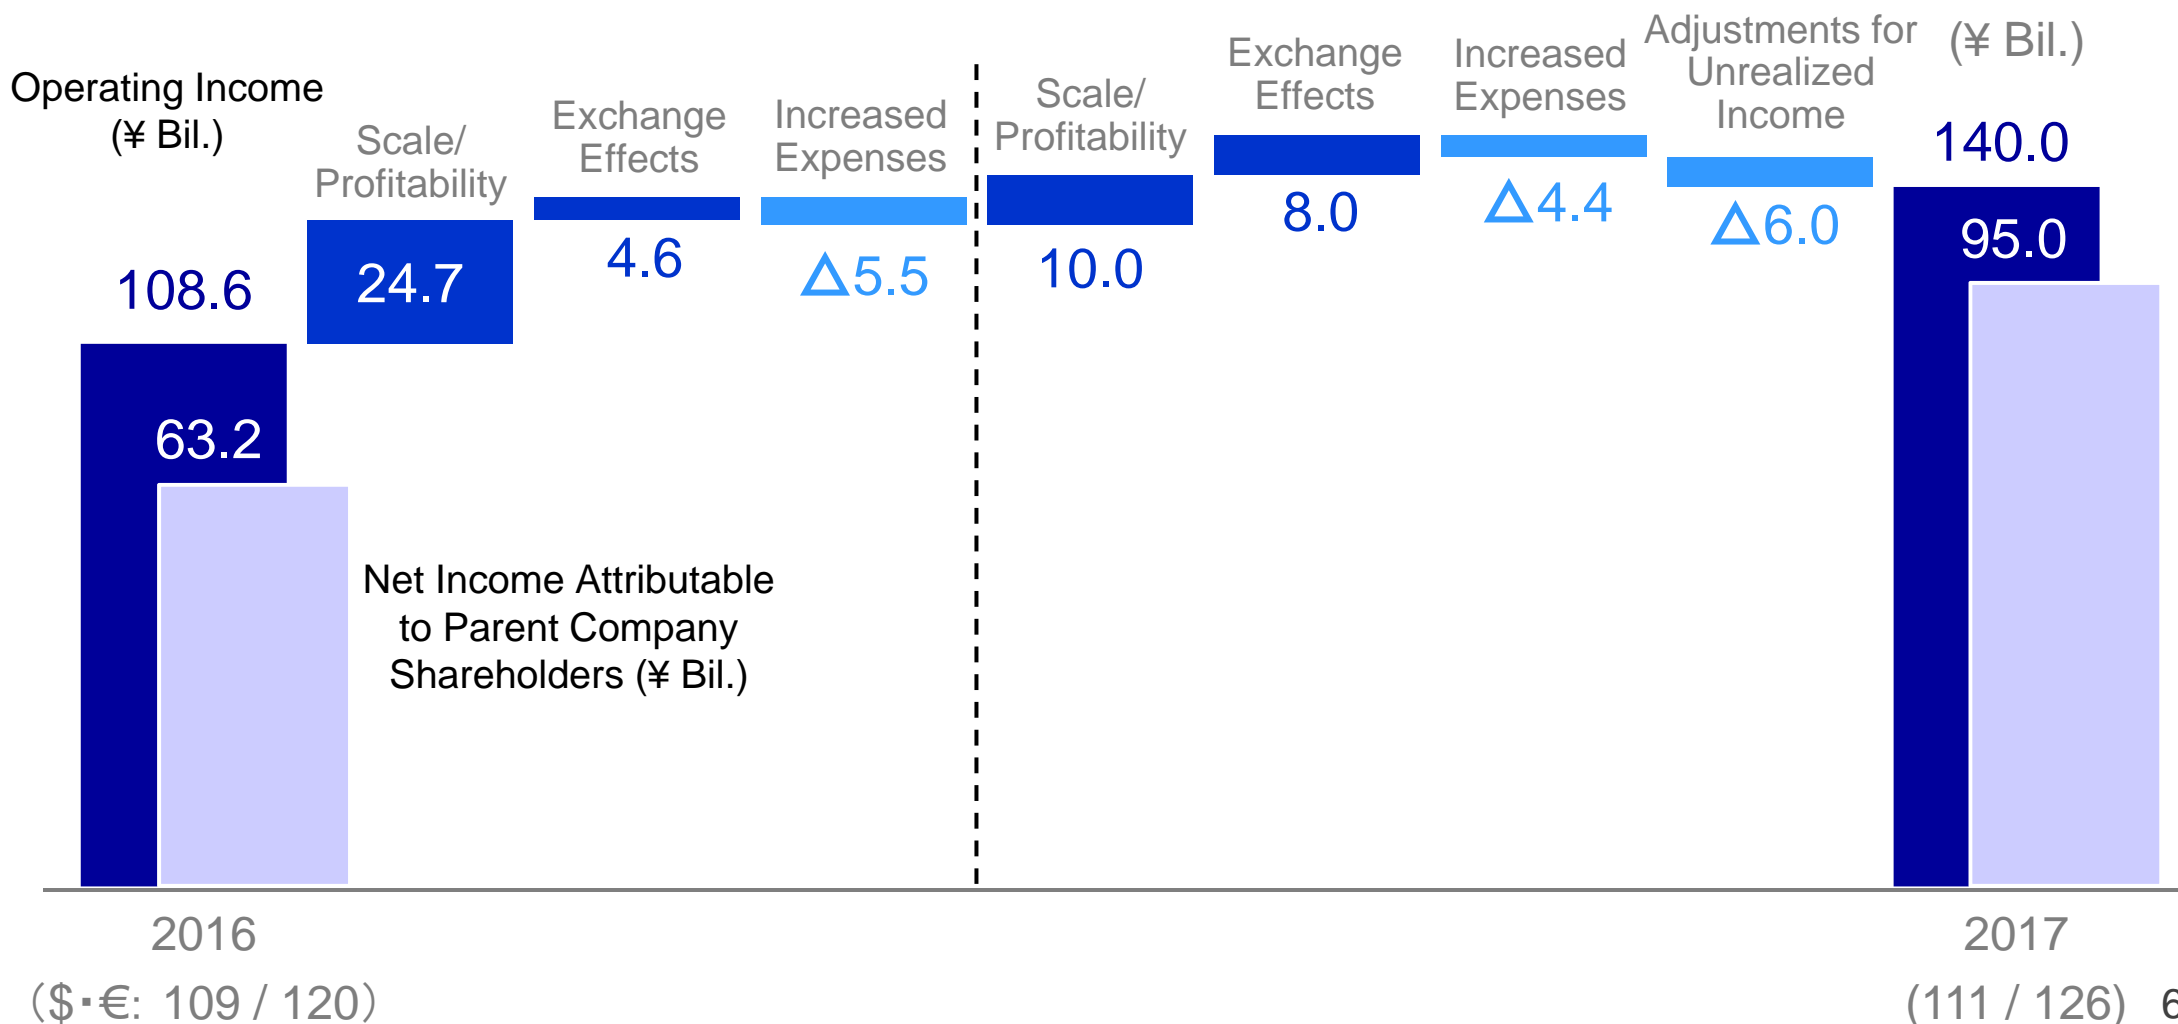 Operating Income
(¥ Bil.)
108.6
63.2
Scale/
Profitability
24.7
Exchange
Effects
4.6
Increased
Expenses
△5.5
Scale/
Profitability
10.0
Exchange
Effects
8.0
Increased
Expenses
△4.4
Adjustments for
Unrealized
Income
△6.0
(¥ Bil.)
140.0
95.0
Net Income Attributable
to Parent Company
Shareholders (¥ Bil.)
2016
2017
（$・€: 109 / 120）
(111 / 126)
6